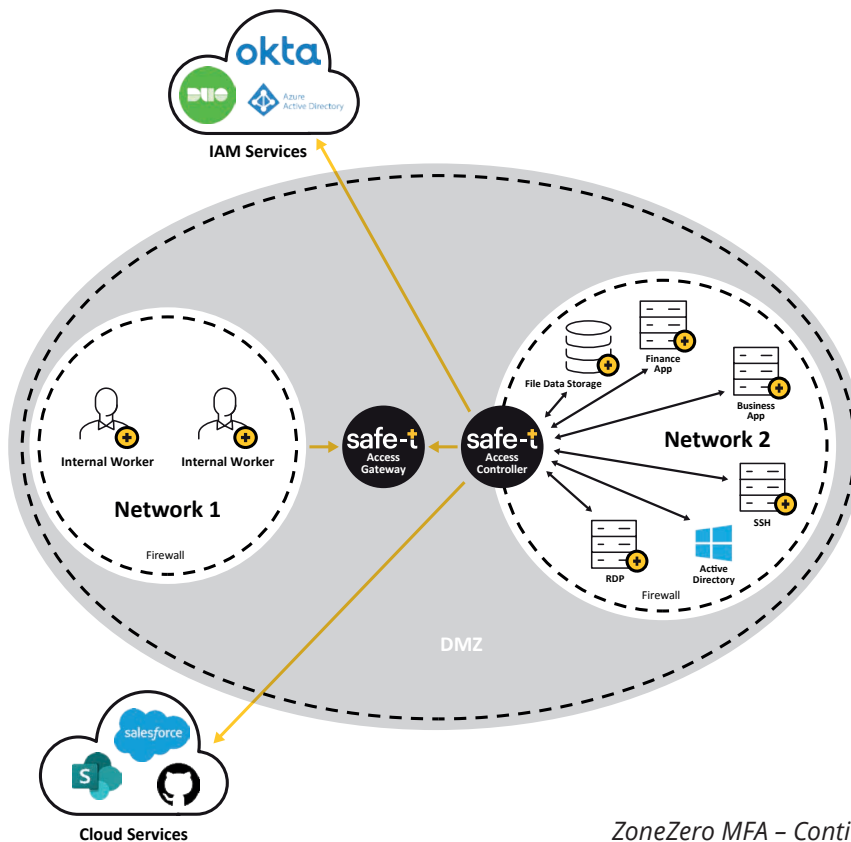 okta
DUO
Azure
Active Directory
IAM Services
Internal Worker
Internal Worker
Network 1
Firewall
safe-t
Access
Gateway
safe-t
Access
Controller
File Data Storage
Finance
App
Business
App
Network 2
SSH
Active
Directory
RDP
Firewall
DMZ
salesforce
S
Cloud Services
ZoneZero MFA – Conti